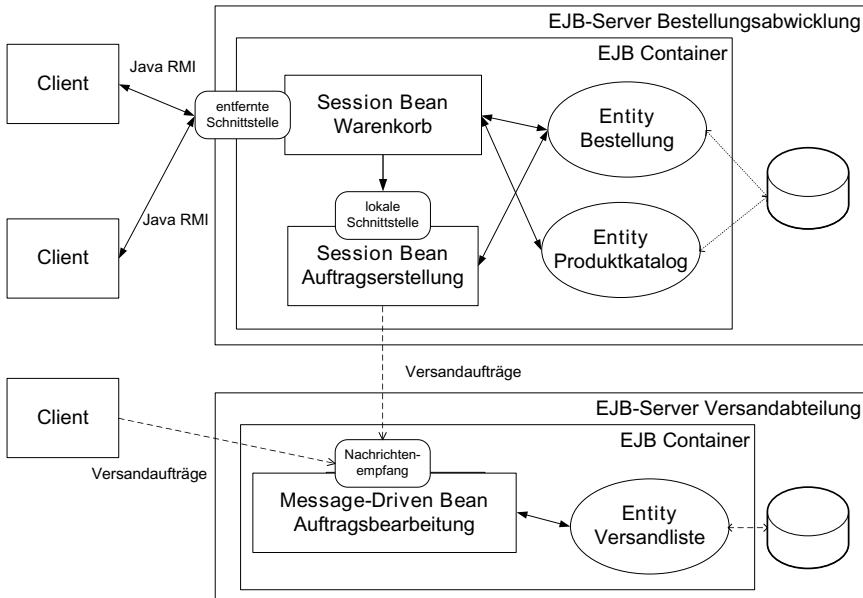 EJB-Server Bestellungsabwicklung
EJB Container
Client
Java RMI
entfernte
Schnittstelle
Session Bean
Warenkorb
Entity
Bestellung
lokale
Schnittstelle
Java RMI
Client
Session Bean
Auftragserstellung
Entity
Produktkatalog
Versandaufträge
Client
EJB-Server Versandabteilung
EJB Container
Versandaufträge
Nachrichten-
empfang
Message-Driven Bean
Auftragsbearbeitung
Entity
Versandliste